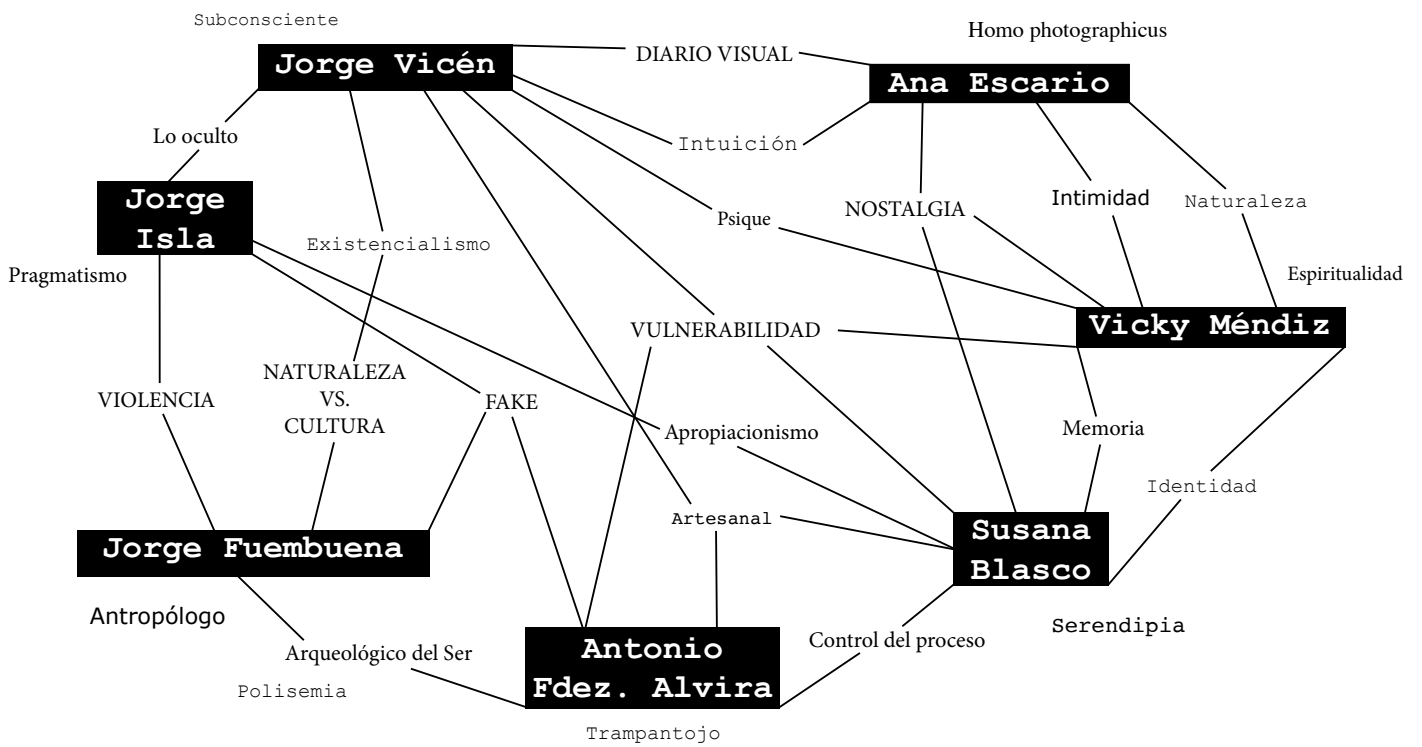 Subconsciente
Homo photographicus
Jorge Vicén
DIARIO VISUAL
Ana Escario
Lo oculto
Intuición
Jorge
Isla
Psique
NOSTALGIA
Intimidad
Naturaleza
Existencialismo
Pragmatismo
Espiritualidad
VULNERABILIDAD
Vicky Méndiz
VIOLENCIA
NATURALEZA
VS.
CULTURA
FAKE
Apropiacionismo
Memoria
Identidad
Artesanal
Jorge Fuembuena
Susana
Blasco
Antropólogo
Serendipia
Arqueológico del Ser
Antonio
Fdez. Alvira
Control del proceso
Polisemia
Trampantojo